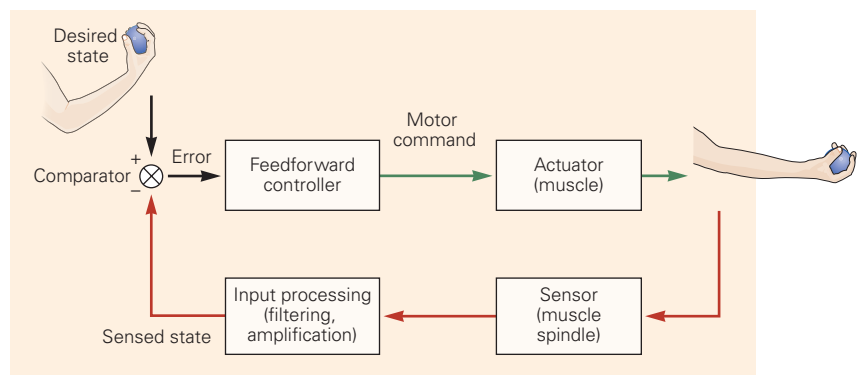 Desired
state
Motor
command
+
Error
Comparator
−
Feedforward
controller
Actuator
(muscle)
Input processing
(filtering,
amplification)
Sensor
(muscle
spindle)
Sensed state